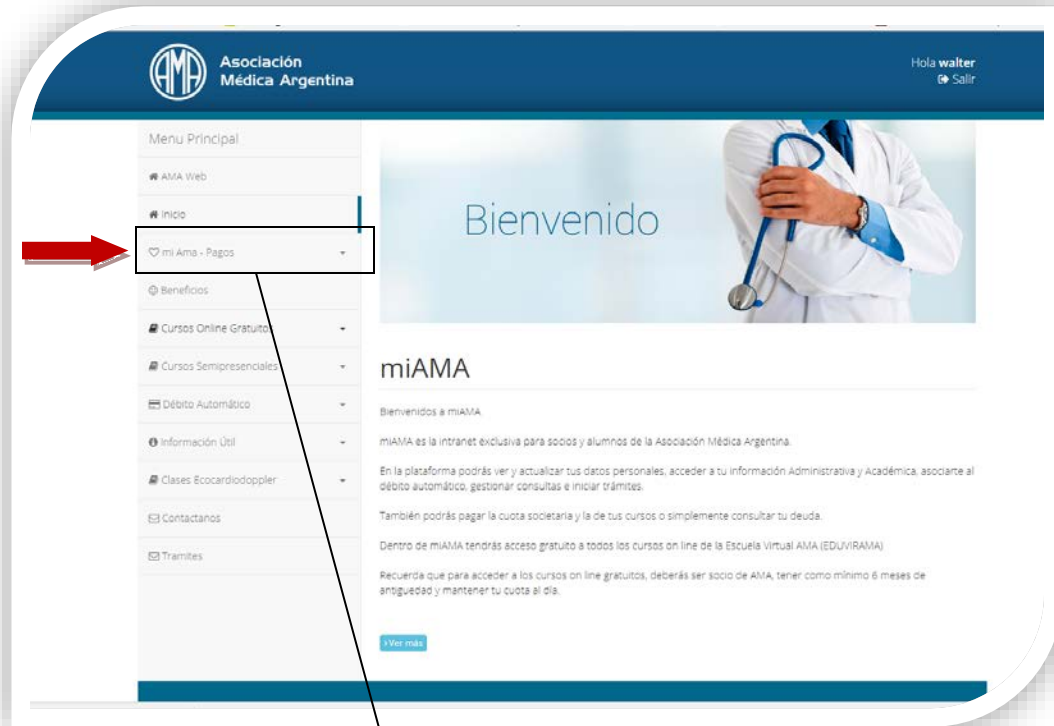 AMA
Asociación
Médica Argentina
Hola walter
Salir
Menu Principal
AMA Web
Inicio
mi Ama - Pagos
Beneficios
Cursos Online Gratuitos
Cursos Semipresenciales
Débito Automático
Información Útil
Clases Ecocardiodoppler
Contactanos
Tramites
Bienvenido
miAMA
Bienvenidos a miAMA
miAMA es la intranet exclusiva para socios y alumnos de la Asociación Médica Argentina.
En la plataforma podrás ver y actualizar tus datos personales, acceder a tu información Administrativa y Académica, asociarte al
débito automático, gestionar consultas e iniciar trámites.
También podrás pagar la cuota societaria y la de tus cursos o simplemente consultar tu deuda.
Dentro de miAMA tendrás acceso gratuito a todos los cursos on line de la Escuela Virtual AMA (EDUVIRAMA)
Recuerda que para acceder a los cursos on line gratuitos, deberás ser socio de AMA, tener como mínimo 6 meses de
antiguedad y mantener tu cuota al día.
Ver más